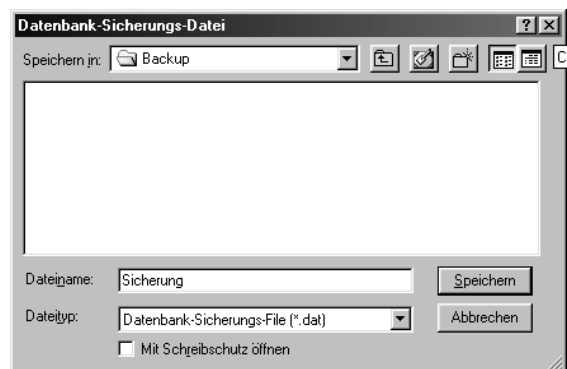 Datenbank-Sicherungs-Datei
Speichern in: Backup
Dateiname: Sicherung Speichern
Dateityp: Datenbank-Sicherungs-File (*.dat) Abbrechen
Mit Schreibschutz öffnen